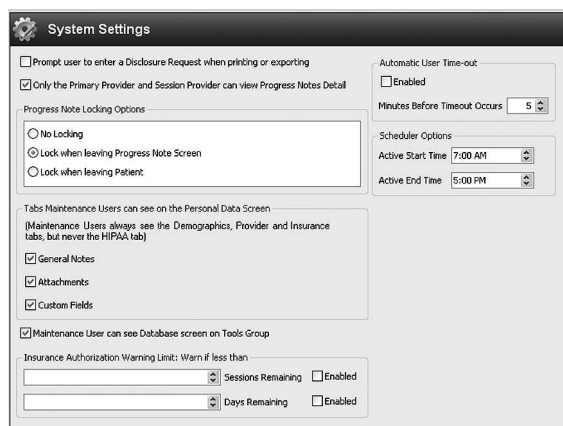 System Settings
Prompt user to enter a Disclosure Request when printing or exporting
Only the Primary Provider and Session Provider can view Progress Notes Detail
Progress Note Locking Options
No Locking
Lock when leaving Progress Note Screen
Lock when leaving Patient
Tabs Maintenance Users can see on the Personal Data Screen
(Maintenance Users always see the Demographics, Provider and Insurance
tabs, but never the HIPAA tab)
General Notes
Attachments
Custom Fields
Maintenance User can see Database screen on Tools Group
Insurance Authorization Warning Limit: Warn if less than
Sessions Remaining Enabled
Days Remaining Enabled
Automatic User Time-out
Enabled
Minutes Before Timeout Occurs 5
Scheduler Options
Active Start Time 7:00 AM
Active End Time 5:00 PM